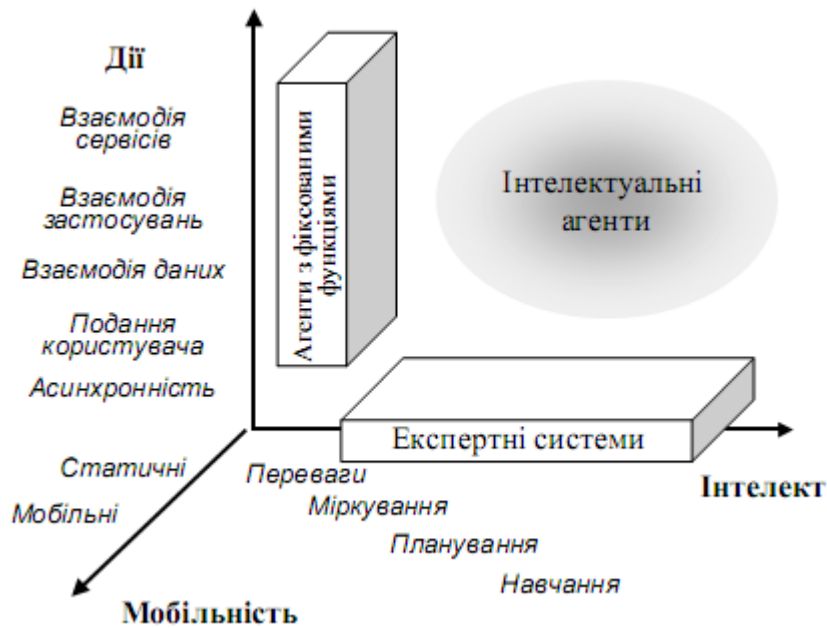 Дії
Взаємодія
сервісів
Взаємодія
застосувань
Взаємодія даних
Подання
користувача
Асинхронність
Агенти з фіксованими
функціями
Інтелектуальні
агенти
Експертні системи
Інтелект
Переваги
Міркування
Планування
Навчання
Статичні
Мобільні
Мобільність